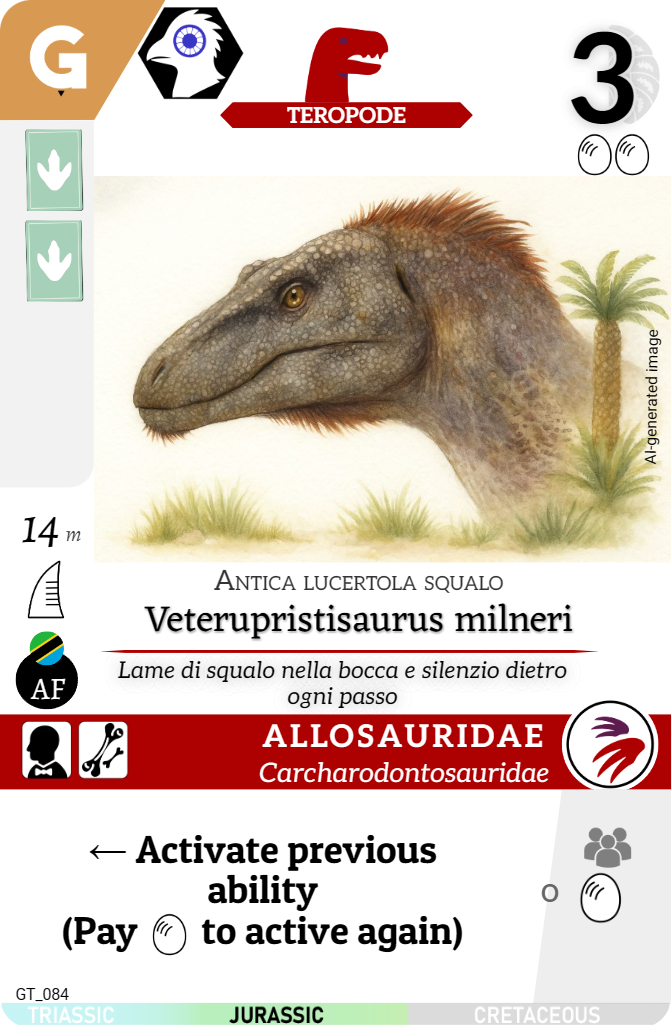 G
TEROPODE
3
AI-generated image
14 m
ANTICA LUCERTOLA SQUALO
Veterupristisaurus milneri
Lame di squalo nella bocca e silenzio dietro
ogni passo
AF
ALLOSAURIDAE
Carcharodontosauridae
← Activate previous
ability
(Pay to active again)
O
GT_084
TRIASSIC
JURASSIC
CRETACEOUS